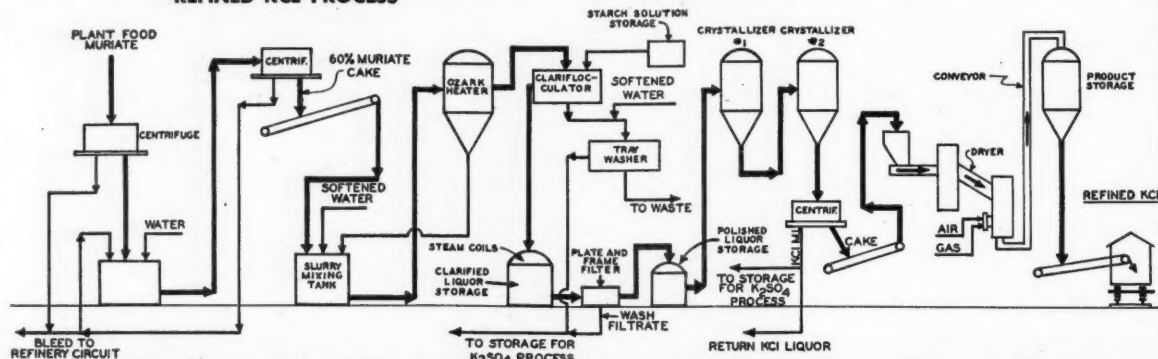 REFINED KCL PROCESS
PLANT FOOD
MURIATE
CENTRIFUGE
WATER
BLEED TO
REFINERY CIRCUIT
CENTRIF.
60% MURIATE
CAKE
SOFTENED
WATER
SLURRY
MIXING
TANK
OZARK
HEATER
STARCH SOLUTION
STORAGE
CLARIFLOC-
CULATOR
SOFTENED
WATER
TRAY
WASHER
TO WASTE
STEAM COILS
CLARIFIED
LIQUOR
STORAGE
PLATE AND
FRAME
FILTER
POLISHED
LIQUOR
STORAGE
WASH
FILTRATE
TO STORAGE FOR
K2SO4 PROCESS
CRYSTALLIZER
#1
CRYSTALLIZER
#2
CENTRIF.
KCl ML
CAKE
TO STORAGE
FOR K2SO4
PROCESS
RETURN KCl LIQUOR
CONVEYOR
DRYER
AIR
GAS
PRODUCT
STORAGE
REFINED KCl